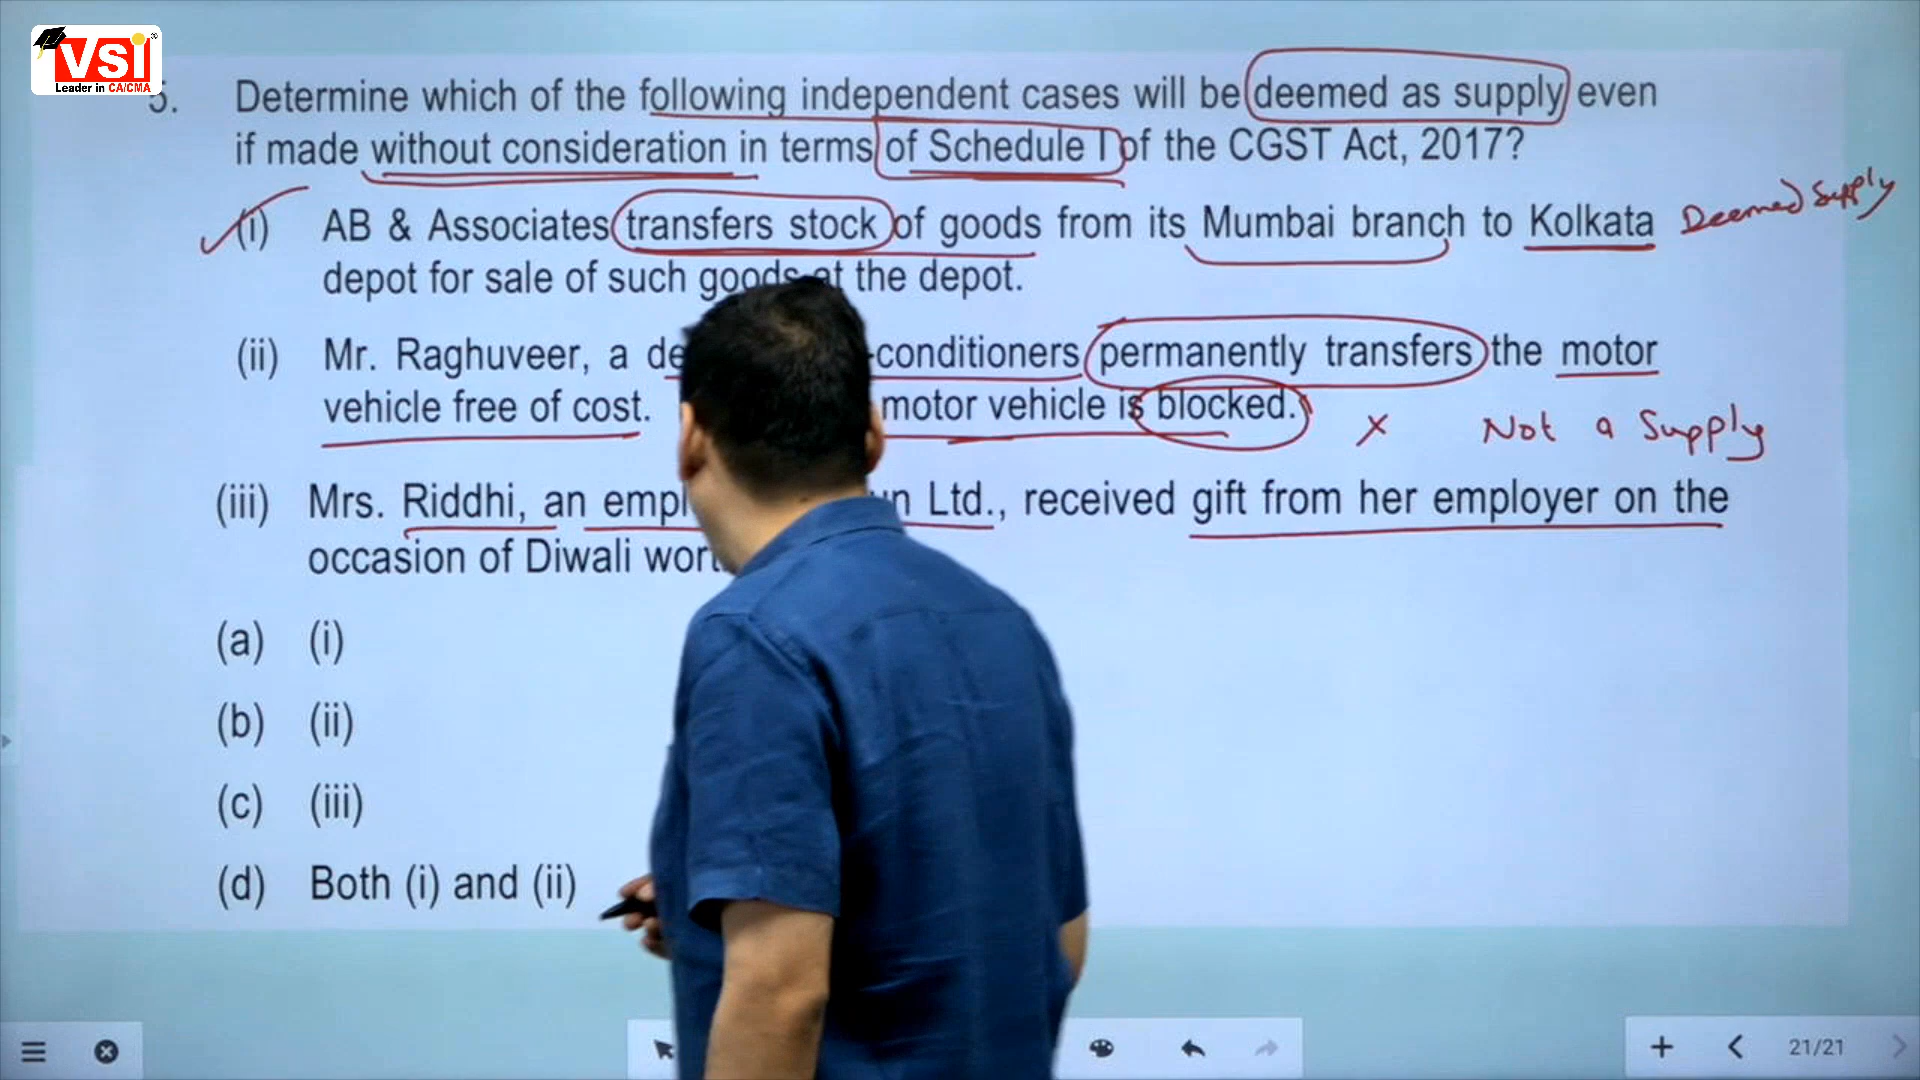 VSI
Leader in CA/CMA
5. Determine which of the following independent cases will be deemed as supply even
if made without consideration in terms of Schedule I of the CGST Act, 2017?
(i) AB & Associates transfers stock of goods from its Mumbai branch to Kolkata Deemed Supply
depot for sale of such goods at the depot.
(ii) Mr. Raghuveer, a conditioners permanently transfers the motor
vehicle free of cost. motor vehicle is blocked. x Not a Supply
(iii) Mrs. Riddhi, an Ltd., received gift from her employer on the
occasion of Diwali
(a) (i)
(b) (ii)
(c) (iii)
(d) Both (i) and (ii)
21/21